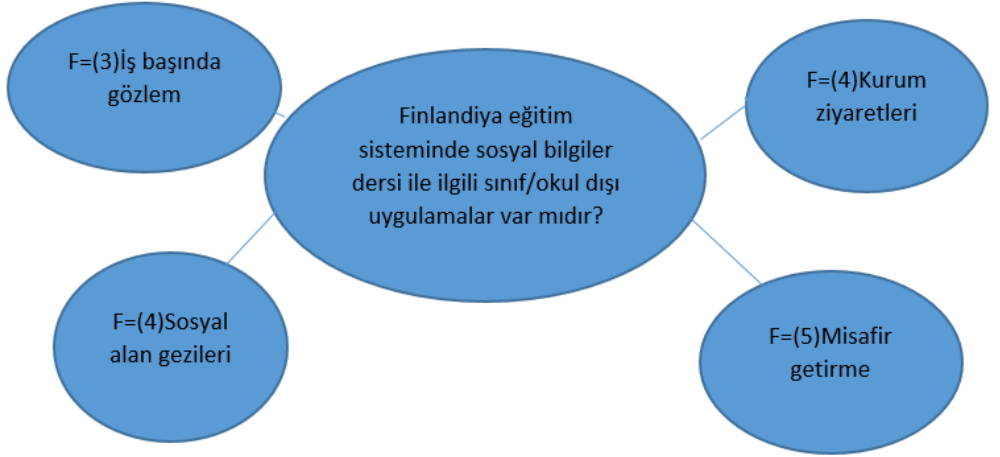 F=(3)İş başında
gözlem
F=(4)Kurum
ziyaretleri
Finlandiya eğitim
sisteminde sosyal bilgiler
dersi ile ilgili sınıf/okul dışı
uygulamalar var mıdır?
F=(4)Sosyal
alan gezileri
F=(5)Misafir
getirme